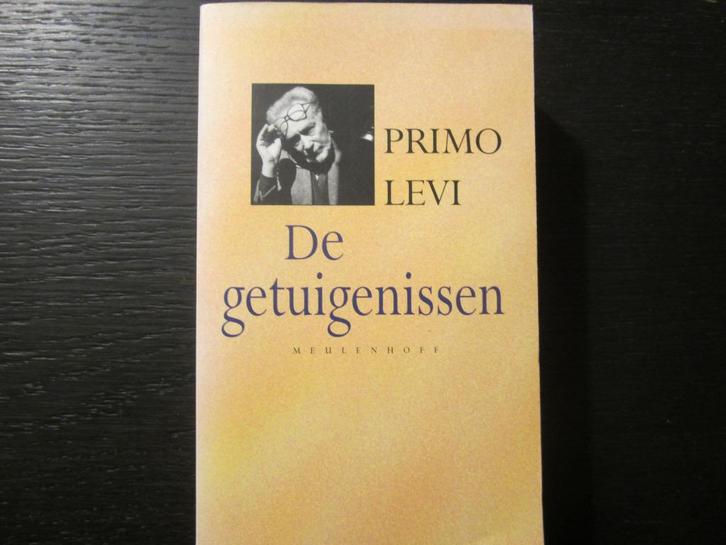 PRIMO
LEVI
De
getuigenissen
MEULENHOFF